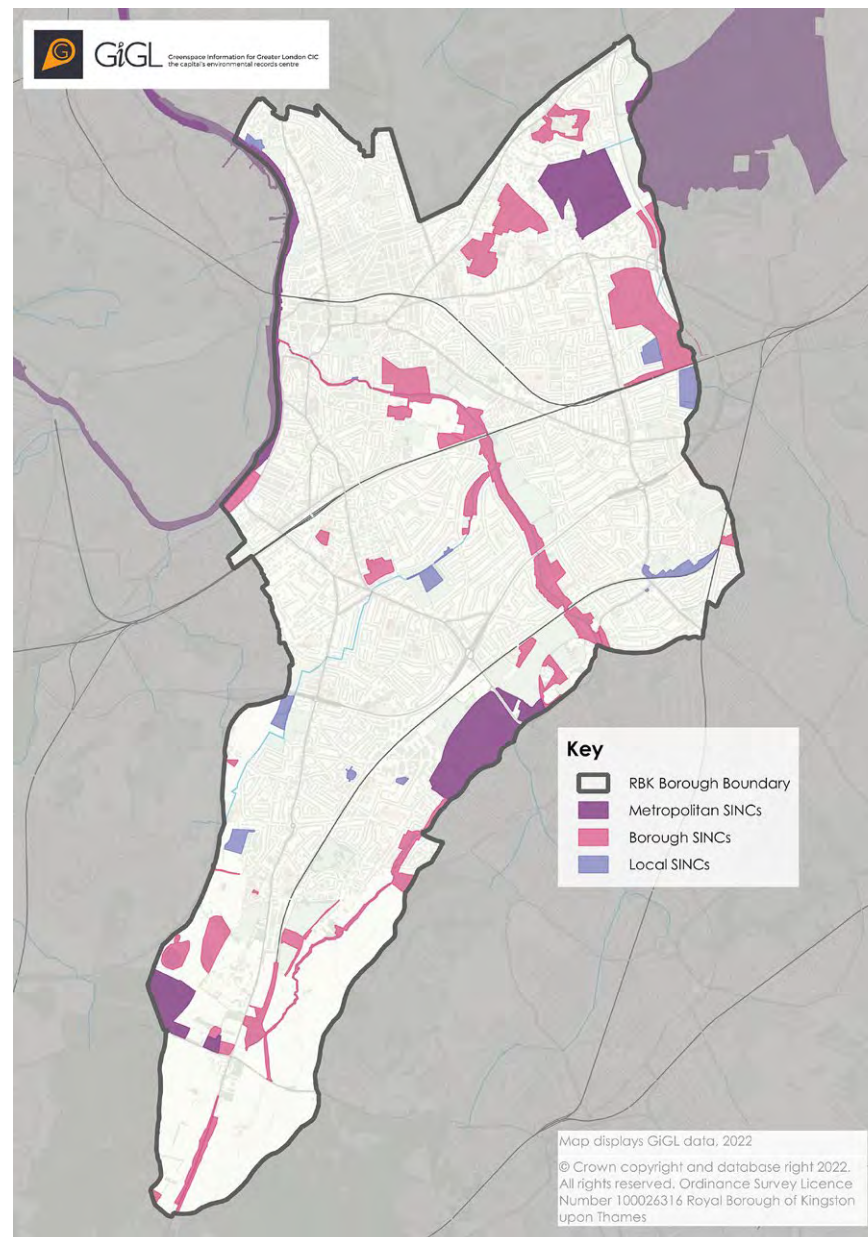 G
GiGL
Greenspace Information for Greater London CIC
the capital's environmental records centre
Key
RBK Borough Boundary
Metropolitan SINCs
Borough SINCs
Local SINCs
Map displays GiGL data, 2022
© Crown copyright and database right 2022.
All rights reserved. Ordinance Survey Licence
Number 100026316 Royal Borough of Kingston
upon Thames